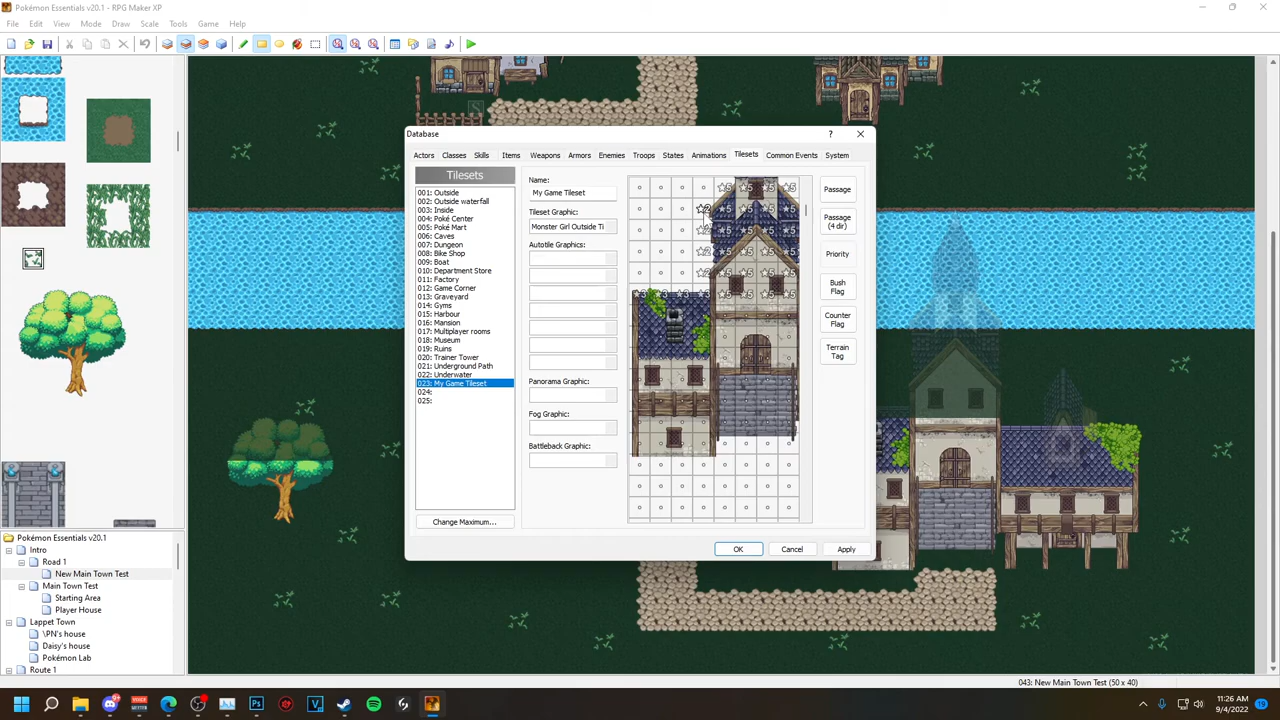 Pokémon Essentials v20.1 - RPG Maker XP
File Edit View Mode Draw Scale Tools Game Help
Database
Actors Classes Skills Items Weapons Armors Enemies Troops States Animations Tilesets Common Events System
Tilesets
001: Outside
002: Outside waterfall
003: Inside
004: Poké Center
005: Poké Mart
006: Caves
007: Dungeon
008: Bike Shop
009: Boat
010: Department Store
011: Factory
012: Game Corner
013: Graveyard
014: Gyms
015: Harbour
016: Mansion
017: Multiplayer rooms
018: Museum
019: Ruins
020: Trainer Tower
021: Underground Path
022: Underwater
023: My Game Tileset
024:
025:
Change Maximum...
Name:
My Game Tileset
Tileset Graphic:
Monster Girl Outside Ti
Autotile Graphics:
Panorama Graphic:
Fog Graphic:
Battleback Graphic:
Passage
Passage
(4 dir)
Priority
Bush
Flag
Counter
Flag
Terrain
Tag
OK Cancel Apply
Pokémon Essentials v20.1
Intro
Road 1
New Main Town Test
Main Town Test
Starting Area
Player House
Lappet Town
\PN's house
Daisy's house
Pokémon Lab
Route 1
043: New Main Town Test (50 x 40)
11:26 AM
9/4/2022